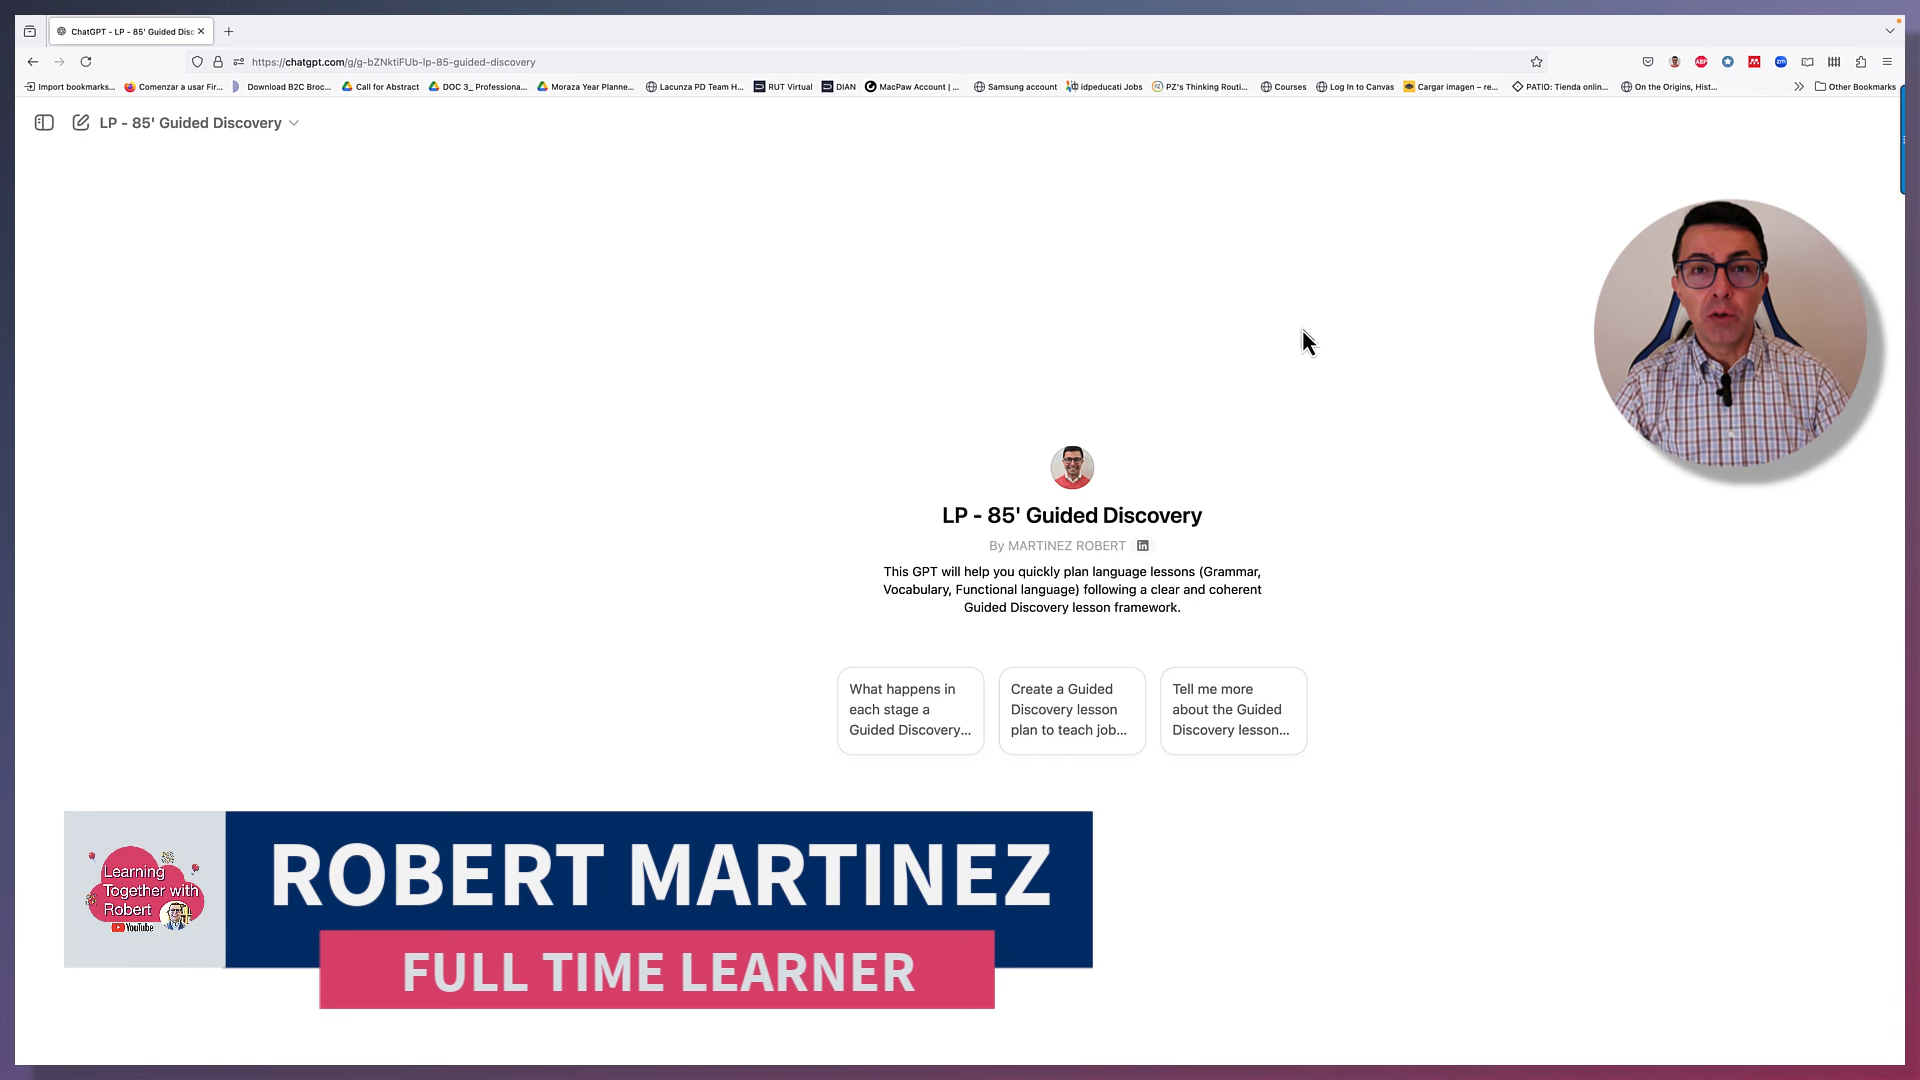 ChatGPT - LP - 85' Guided Disc
https://chatgpt.com/g/g-bZNktiFUb-lp-85-guided-discovery
Import bookmarks...
Comenzar a usar Fir...
Download B2C Broc...
Call for Abstract
DOC 3_ Professiona...
Moraza Year Planne...
Lacunza PD Team H...
RUT Virtual
DIAN
MacPaw Account | ...
Samsung account
idpeducati Jobs
PZ's Thinking Routi...
Courses
Log In to Canvas
Cargar imagen – re...
PATIO: Tienda onlin...
On the Origins, Hist...
Other Bookmarks
LP - 85' Guided Discovery
LP - 85' Guided Discovery
By MARTINEZ ROBERT
This GPT will help you quickly plan language lessons (Grammar,
Vocabulary, Functional language) following a clear and coherent
Guided Discovery lesson framework.
What happens in
each stage a
Guided Discovery...
Create a Guided
Discovery lesson
plan to teach job...
Tell me more
about the Guided
Discovery lesson...
Learning
Together with
Robert
YouTube
ROBERT MARTINEZ
FULL TIME LEARNER